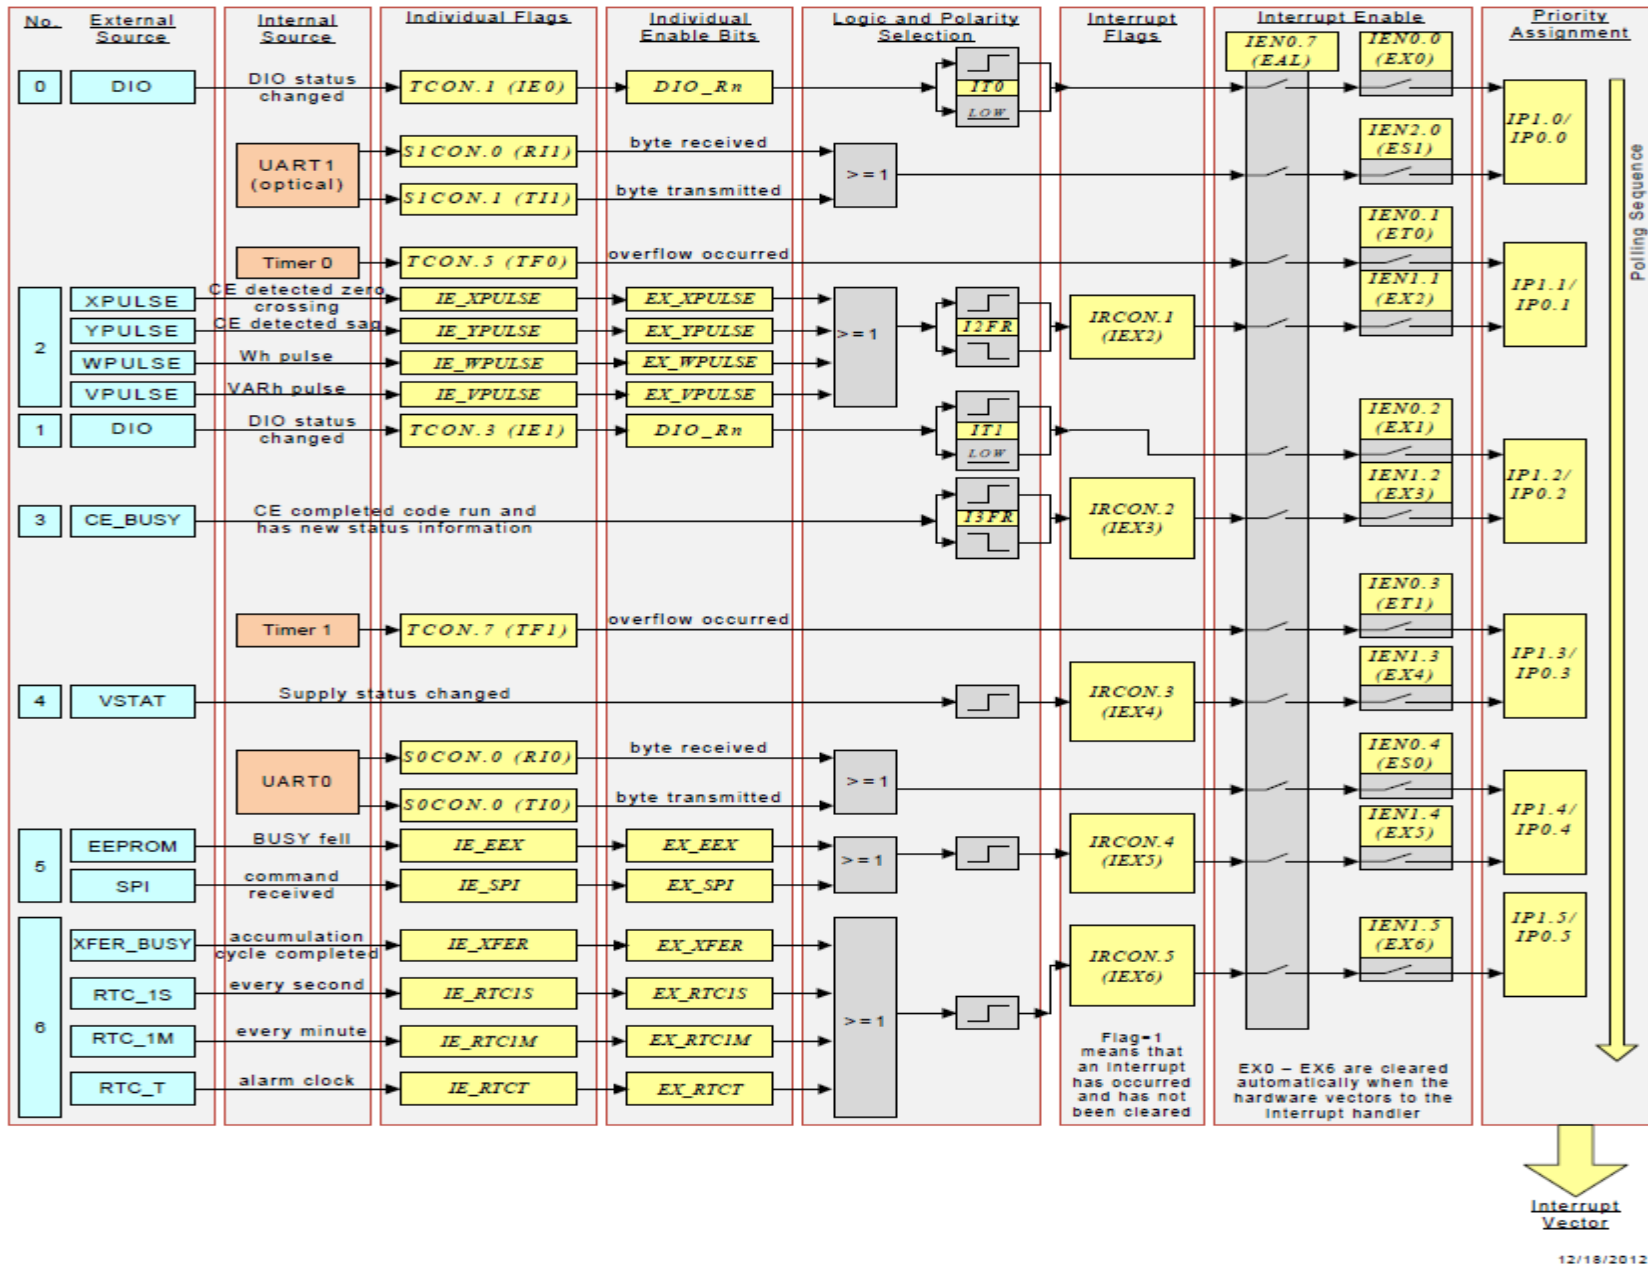 No.
External
Source
Internal
Source
Individual Flags
Individual
Enable Bits
Logic and Polarity
Selection
Interrupt
Flags
Interrupt Enable
Priority
Assignment
IEN0.7
(EAL)
IEN0.0
(EX0)
0
DIO
DIO status
changed
TCON.1 (IE0)
DIO_Rn
IT0
LOW
IP1.0/
IP0.0
UART1
(optical)
S1CON.0 (RI1)
byte received
S1CON.1 (TI1)
byte transmitted
>=1
IEN2.0
(ES1)
Polling Sequence
Timer 0
TCON.5 (TF0)
overflow occurred
IEN0.1
(ET0)
IP1.1/
IP0.1
2
XPULSE
CE detected zero
crossing
IE_XPULSE
EX_XPULSE
YPULSE
CE detected sag
IE_YPULSE
EX_YPULSE
WPULSE
Wh pulse
IE_WPULSE
EX_WPULSE
VPULSE
VARh pulse
IE_VPULSE
EX_VPULSE
>=1
I2FR
IRCON.1
(IEX2)
IEN1.1
(EX2)
1
DIO
DIO status
changed
TCON.3 (IE1)
DIO_Rn
IT1
LOW
IEN0.2
(EX1)
IP1.2/
IP0.2
3
CE_BUSY
CE completed code run and
has new status information
I3FR
IRCON.2
(IEX3)
IEN1.2
(EX3)
Timer 1
TCON.7 (TF1)
overflow occurred
IEN0.3
(ET1)
IP1.3/
IP0.3
4
VSTAT
Supply status changed
IRCON.3
(IEX4)
IEN1.3
(EX4)
UART0
S0CON.0 (RI0)
byte received
S0CON.0 (TI0)
byte transmitted
>=1
IEN0.4
(ES0)
IP1.4/
IP0.4
5
EEPROM
BUSY fell
IE_EEX
EX_EEX
SPI
command
received
IE_SPI
EX_SPI
>=1
IRCON.4
(IEX5)
IEN1.4
(EX5)
6
XFER_BUSY
accumulation
cycle completed
IE_XFER
EX_XFER
RTC_1S
every second
IE_RTC1S
EX_RTC1S
RTC_1M
every minute
IE_RTC1M
EX_RTC1M
RTC_T
alarm clock
IE_RTCT
EX_RTCT
>=1
IRCON.5
(IEX6)
IEN1.5
(EX6)
IP1.5/
IP0.5
Flag=1
means that
an interrupt
has occurred
and has not
been cleared
EX0 – EX6 are cleared
automatically when the
hardware vectors to the
interrupt handler
Interrupt
Vector
12/18/2012